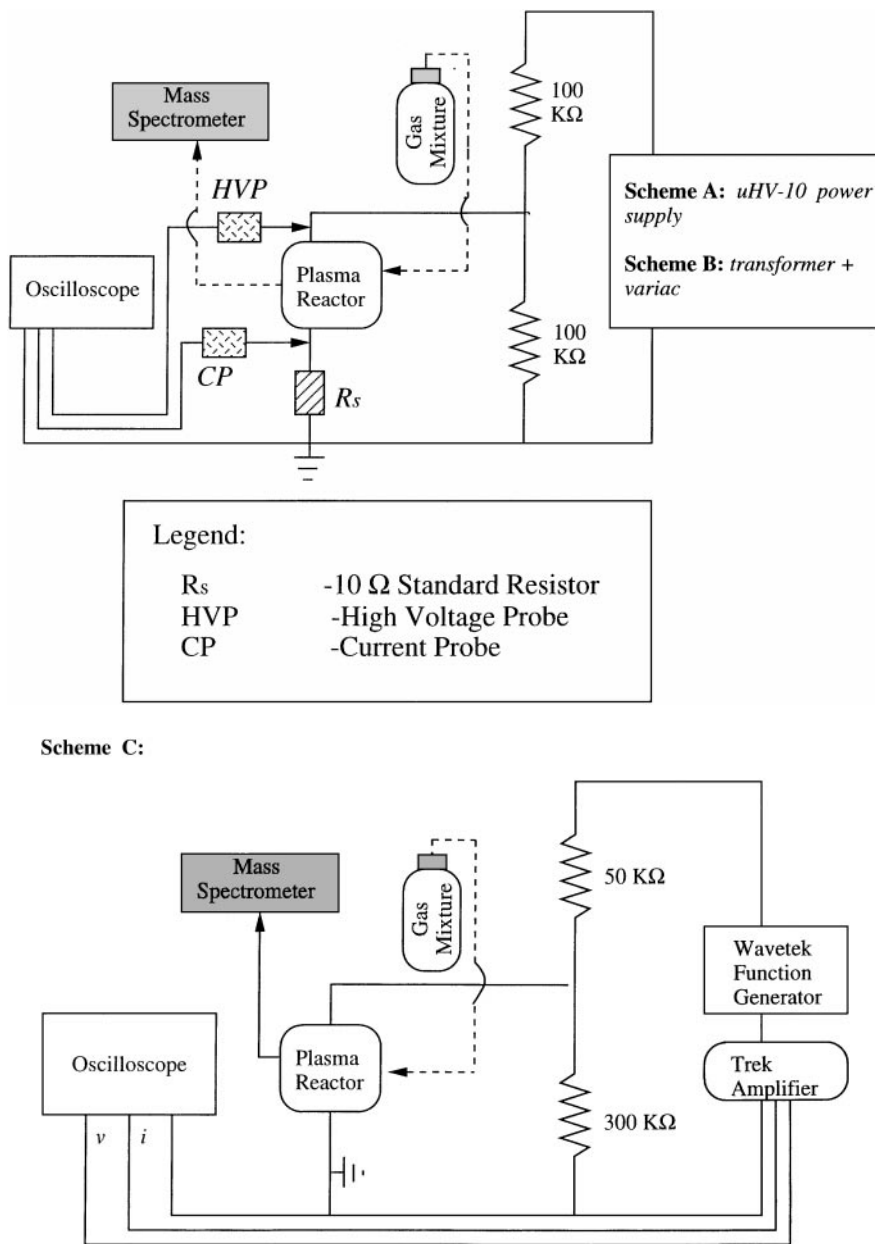 Mass
Spectrometer
Gas
Mixture
100
KΩ
HVP
Scheme A: uHV-10 power
supply
Scheme B: transformer +
variac
Oscilloscope
Plasma
Reactor
100
KΩ
CP
Rs
Legend:
Rs -10 Ω Standard Resistor
HVP -High Voltage Probe
CP -Current Probe
Scheme C:
Mass
Spectrometer
Gas
Mixture
50 KΩ
Wavetek
Function
Generator
Oscilloscope
Plasma
Reactor
Trek
Amplifier
300 KΩ
v i